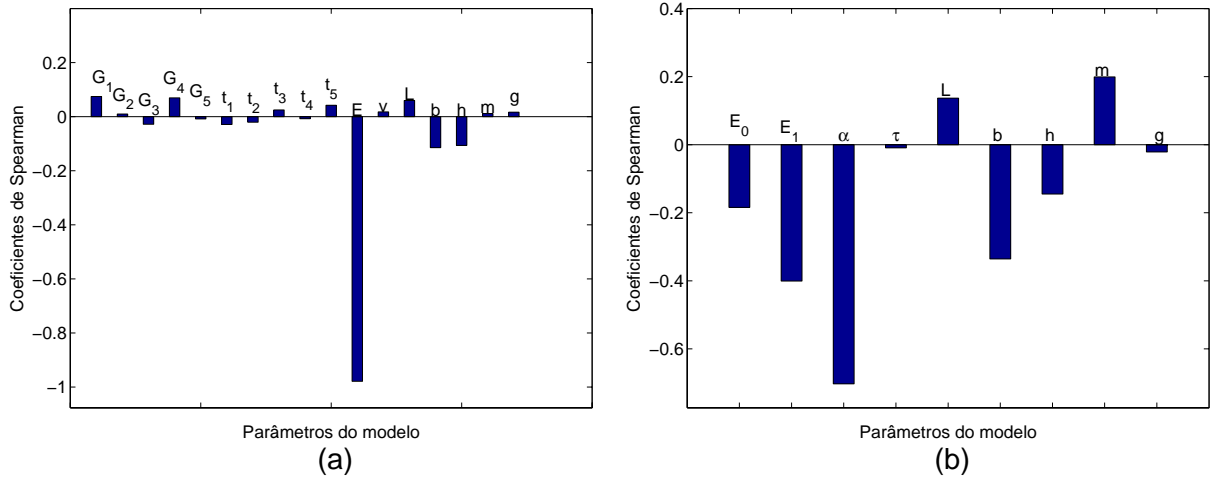 0.2
0
−0.2
−0.4
−0.6
−0.8
−1
Coeficientes de Spearman
G1 G2 G3 G4 G5 t1 t2 t3 t4 t5 E v L b h m g
Parâmetros do modelo
(a)
0.4
0.2
0
−0.2
−0.4
−0.6
Coeficientes de Spearman
E0 E1 α τ L b h m g
Parâmetros do modelo
(b)